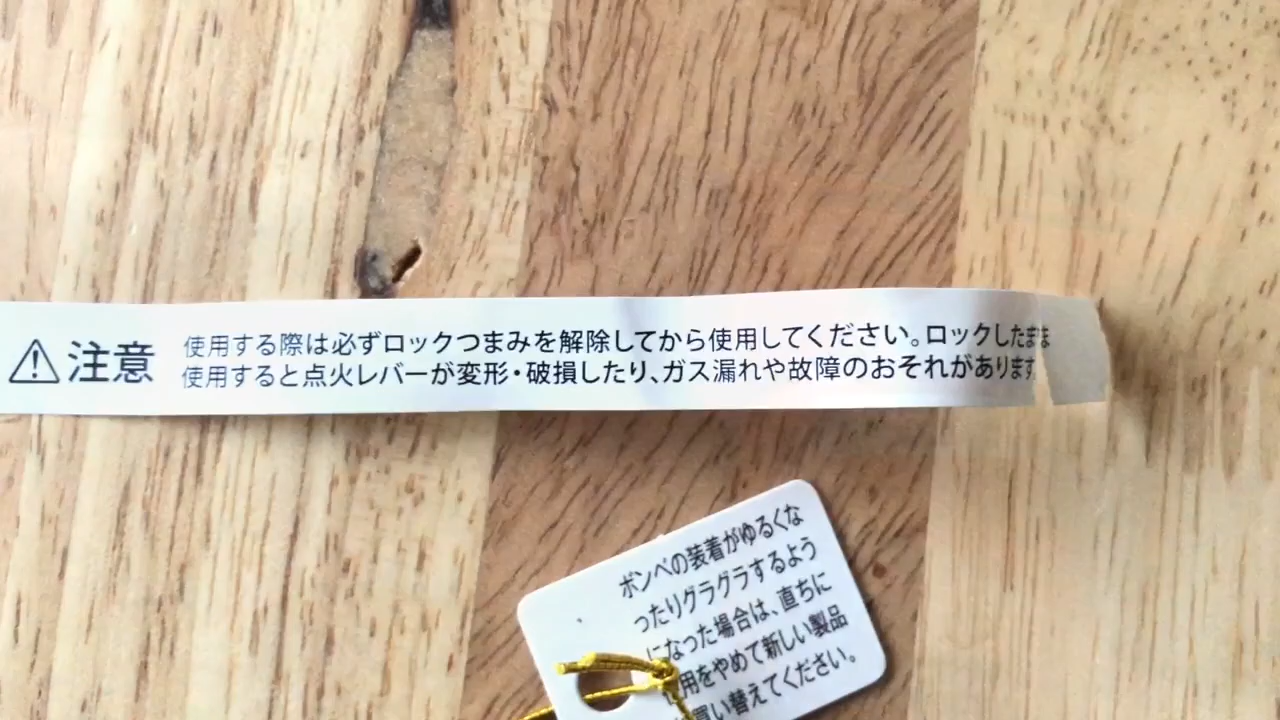 注意
使用する際は必ずロックつまみを解除してから使用してください。ロックしたまま
使用すると点火レバーが変形・破損したり、ガス漏れや故障のおそれがあります
ボンベの装着がゆるくな
ったりグラグラするよう
になった場合は、直ちに
用をやめて新しい製品
買い替えてください。